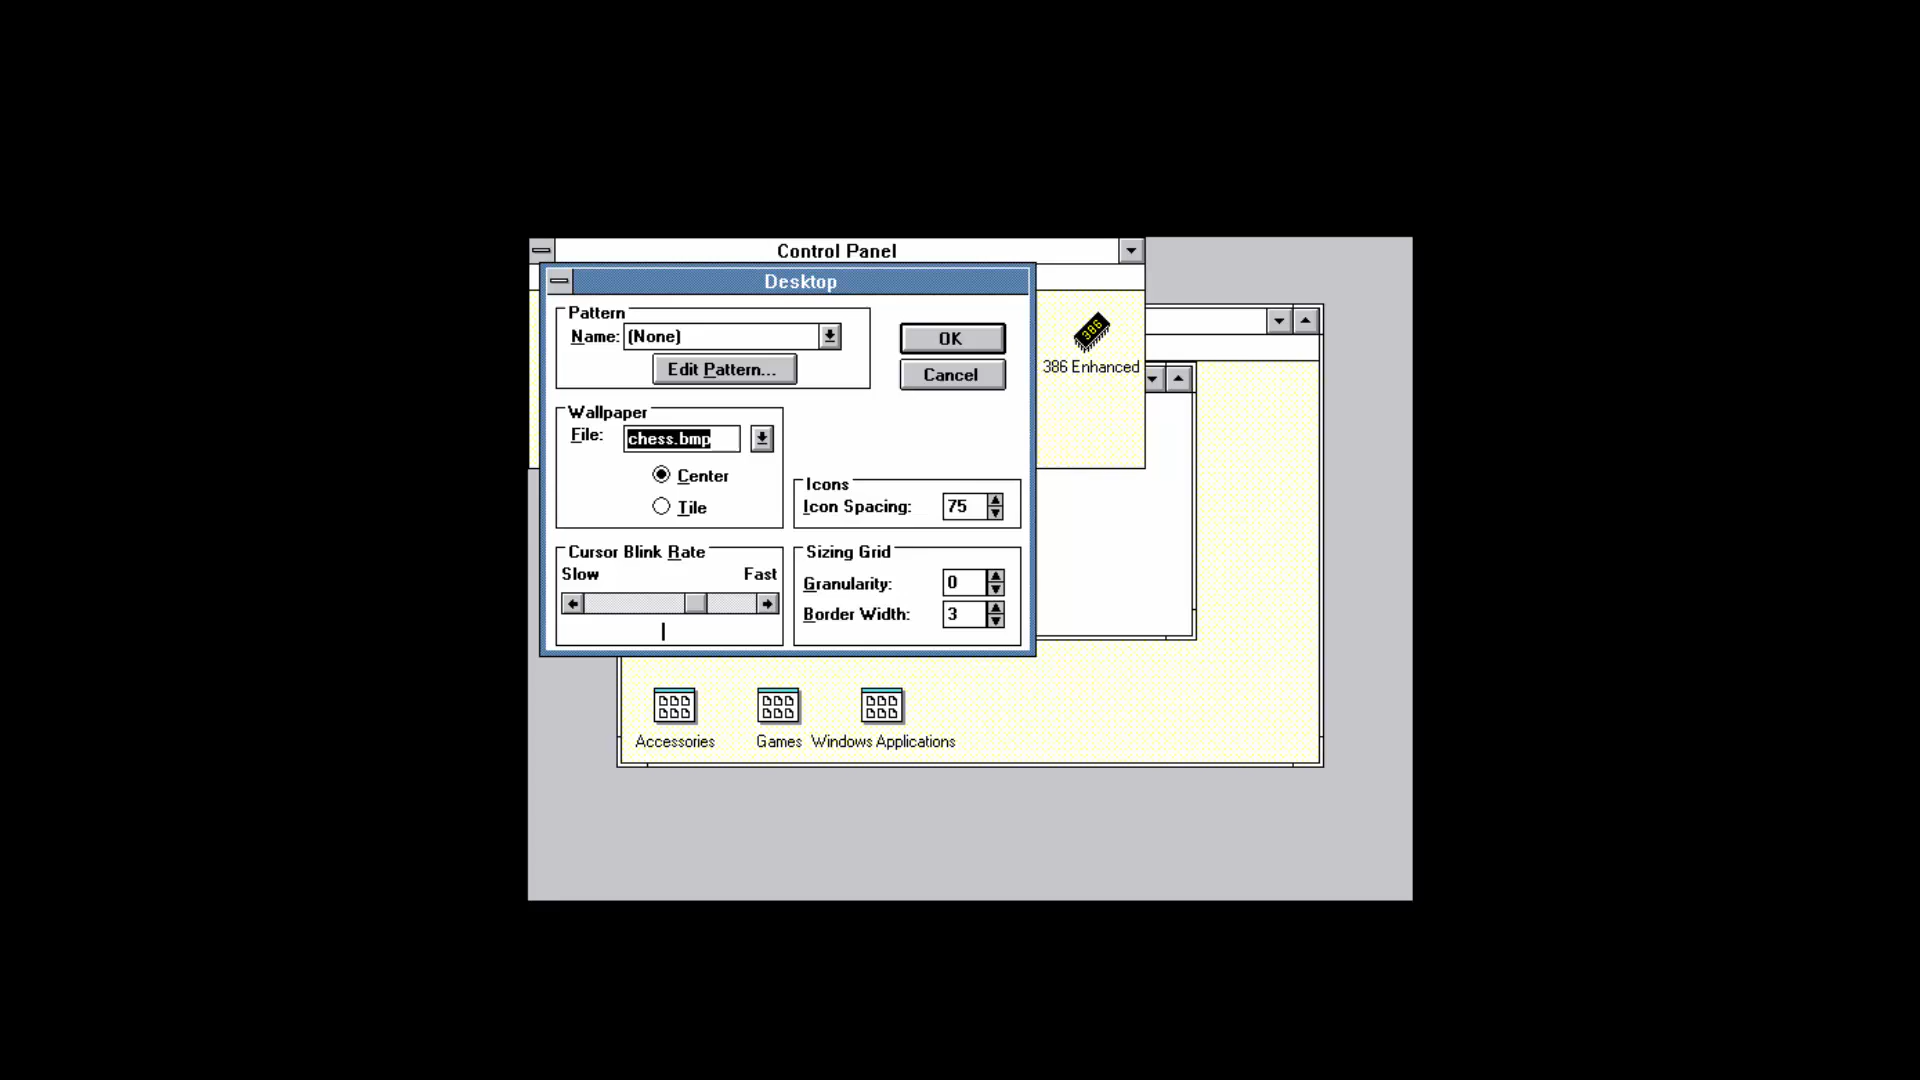 Control Panel
Desktop
Pattern
Name: (None)
Edit Pattern...
OK
Cancel
386
386 Enhanced
Wallpaper
File: chess.bmp
Center
Tile
Icons
Icon Spacing: 75
Cursor Blink Rate
Slow Fast
Sizing Grid
Granularity: 0
Border Width: 3
Accessories Games Windows Applications